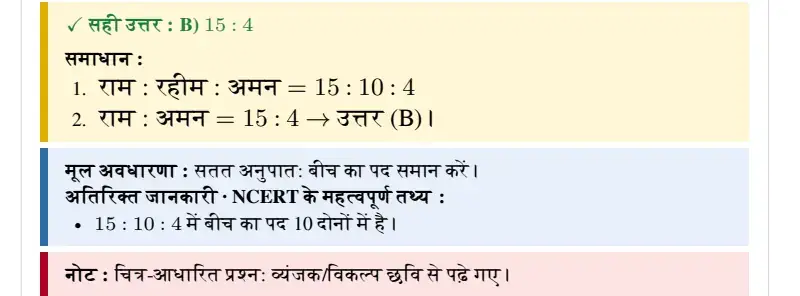 ✓ सही उत्तर : B) 15 : 4
समाधान :
1. राम : रहीम : अमन = 15 : 10 : 4
2. राम : अमन = 15 : 4 → उत्तर (B)।
मूल अवधारणा : सतत अनुपात: बीच का पद समान करें।
अतिरिक्त जानकारी · NCERT के महत्वपूर्ण तथ्य :
• 15 : 10 : 4 में बीच का पद 10 दोनों में है।
नोट : चित्र-आधारित प्रश्न: व्यंजक/विकल्प छवि से पढ़े गए।